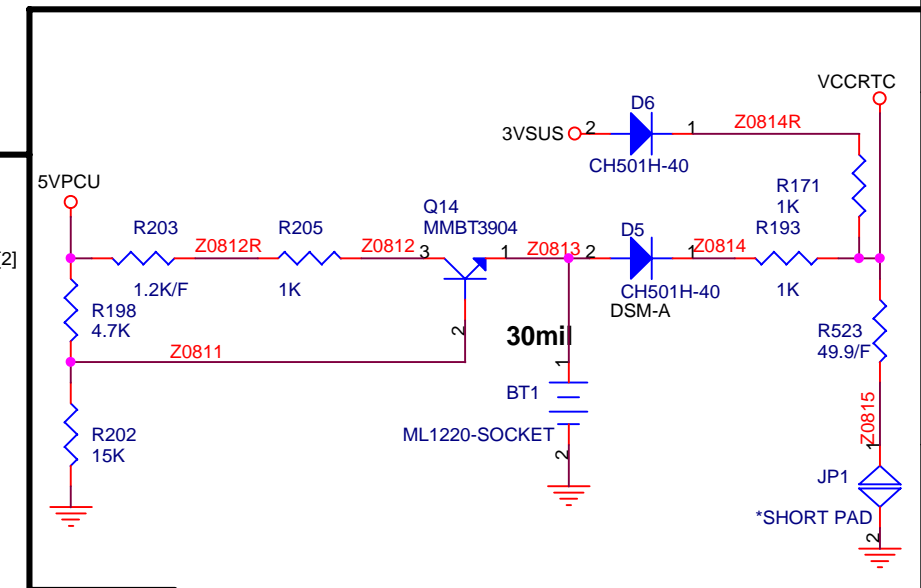 VCCRTC
D6
3VSUS 2 1 Z0814R
CH501H-40
5VPCU
R171
1K
Q14
MMBT3904
R203 R205 D5 R193
Z0812R Z0812 3 1 Z0813 2 1 Z0814
2]
1.2K/F 1K CH501H-40 1K
DSM-A
R198
4.7K
2
30mil
R523
49.9/F
Z0811
1
BT1
ML1220-SOCKET
2
Z0815
1
R202
15K
JP1
*SHORT PAD
2